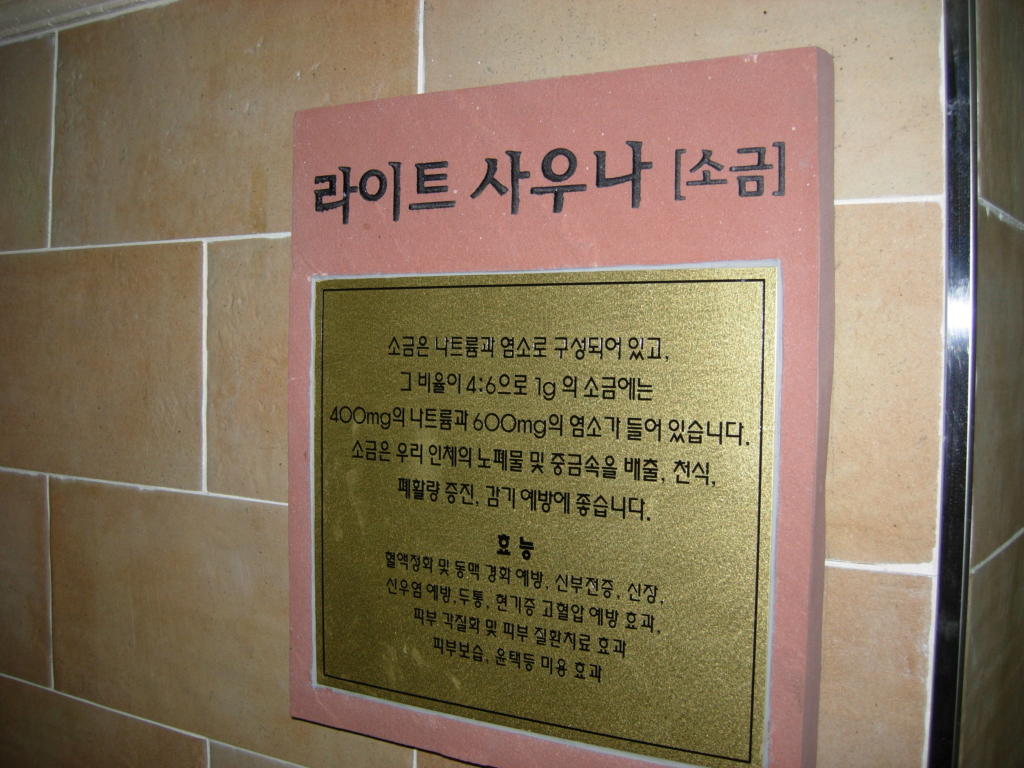 라이트 사우나 [소금]
소금은 나트륨과 염소로 구성되어 있고,
그 비율이 4:6으로 1g 의 소금에는
400mg의 나트륨과 600mg의 염소가 들어 있습니다.
소금은 우리 인체의 노폐물 및 중금속을 배출, 천식,
폐활량 증진, 감기 예방에 좋습니다.
효능
혈액정화 및 동맥 경화 예방, 신부전증, 신장,
신우염 예방,두통, 현기증 고혈압 예방 효과,
피부 각질화 및 피부 질환치료 효과
피부보습, 윤택등 미용 효과